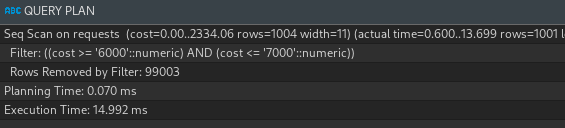 ABC QUERY PLAN
Seq Scan on requests (cost=0.00..2334.06 rows=1004 width=11) (actual time=0.600..13.699 rows=1001 l
Filter: ((cost >= '6000'::numeric) AND (cost <= '7000'::numeric))
Rows Removed by Filter: 99003
Planning Time: 0.070 ms
Execution Time: 14.992 ms